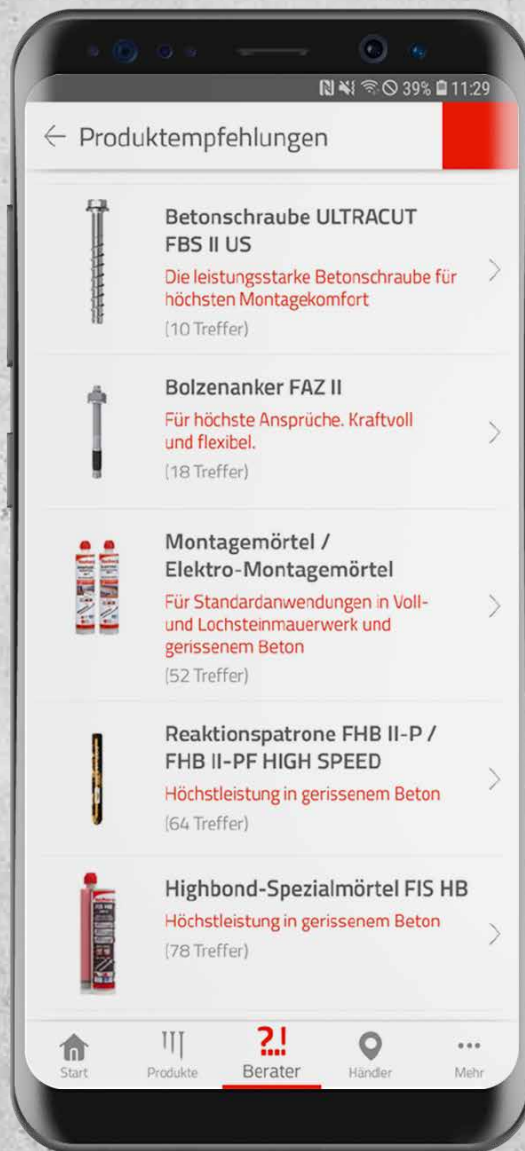 39% 11:29
Produktempfehlungen
Betonschraube ULTRACUT
FBS II US
Die leistungsstarke Betonschraube für
höchsten Montagekomfort
(10 Treffer)
Bolzenanker FAZ II
Für höchste Ansprüche. Kraftvoll
und flexibel.
(18 Treffer)
Montagemörtel /
Elektro-Montagemörtel
Für Standardanwendungen in Voll-
und Lochsteinmauerwerk und
gerissenem Beton
(52 Treffer)
Reaktionspatrone FHB II-P /
FHB II-PF HIGH SPEED
Höchstleistung in gerissenem Beton
(64 Treffer)
Highbond-Spezialmörtel FIS HB
Höchstleistung in gerissenem Beton
(78 Treffer)
Start
Produkte
?.!
Berater
Händler
Mehr